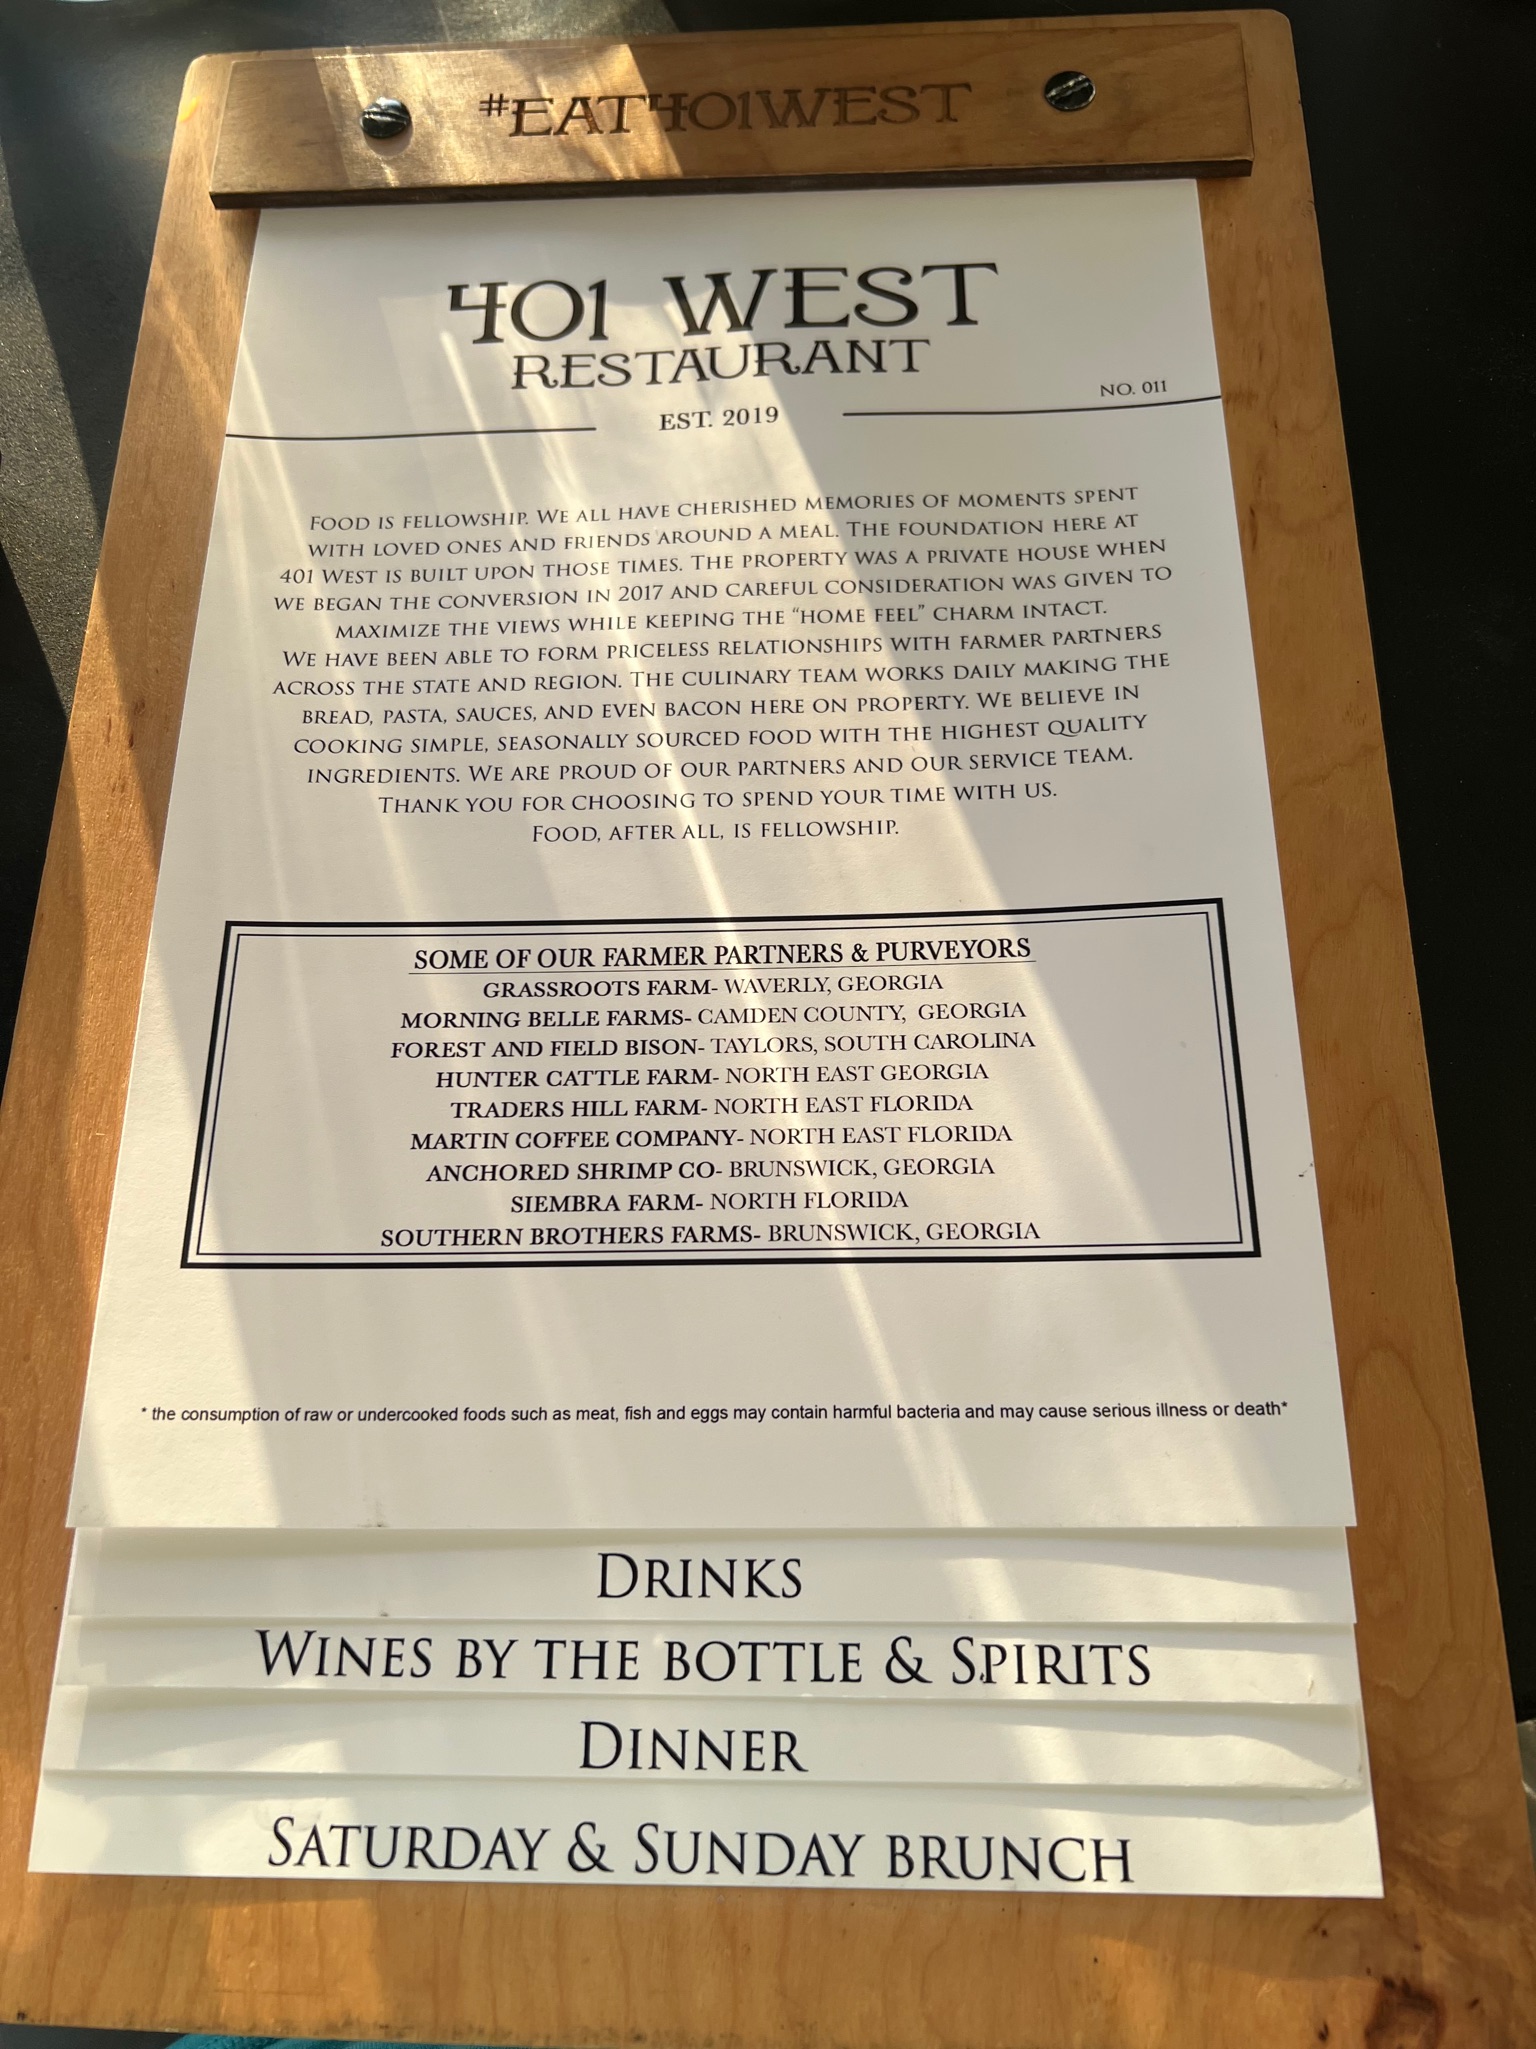 #EAT401WEST
401 WEST
RESTAURANT
EST. 2019
NO. 011
FOOD IS FELLOWSHIP. WE ALL HAVE CHERISHED MEMORIES OF MOMENTS SPENT
WITH LOVED ONES AND FRIENDS AROUND A MEAL. THE FOUNDATION HERE AT
401 WEST IS BUILT UPON THOSE TIMES. THE PROPERTY WAS A PRIVATE HOUSE WHEN
WE BEGAN THE CONVERSION IN 2017 AND CAREFUL CONSIDERATION WAS GIVEN TO
MAXIMIZE THE VIEWS WHILE KEEPING THE “HOME FEEL” CHARM INTACT.
WE HAVE BEEN ABLE TO FORM PRICELESS RELATIONSHIPS WITH FARMER PARTNERS
ACROSS THE STATE AND REGION. THE CULINARY TEAM WORKS DAILY MAKING THE
BREAD, PASTA, SAUCES, AND EVEN BACON HERE ON PROPERTY. WE BELIEVE IN
COOKING SIMPLE, SEASONALLY SOURCED FOOD WITH THE HIGHEST QUALITY
INGREDIENTS. WE ARE PROUD OF OUR PARTNERS AND OUR SERVICE TEAM.
THANK YOU FOR CHOOSING TO SPEND YOUR TIME WITH US.
FOOD, AFTER ALL, IS FELLOWSHIP.
SOME OF OUR FARMER PARTNERS & PURVEYORS
GRASSROOTS FARM- WAVERLY, GEORGIA
MORNING BELLE FARMS- CAMDEN COUNTY, GEORGIA
FOREST AND FIELD BISON- TAYLORS, SOUTH CAROLINA
HUNTER CATTLE FARM- NORTH EAST GEORGIA
TRADERS HILL FARM- NORTH EAST FLORIDA
MARTIN COFFEE COMPANY- NORTH EAST FLORIDA
ANCHORED SHRIMP CO- BRUNSWICK, GEORGIA
SIEMBRA FARM- NORTH FLORIDA
SOUTHERN BROTHERS FARMS- BRUNSWICK, GEORGIA
* the consumption of raw or undercooked foods such as meat, fish and eggs may contain harmful bacteria and may cause serious illness or death*
DRINKS
WINES BY THE BOTTLE & SPIRITS
DINNER
SATURDAY & SUNDAY BRUNCH